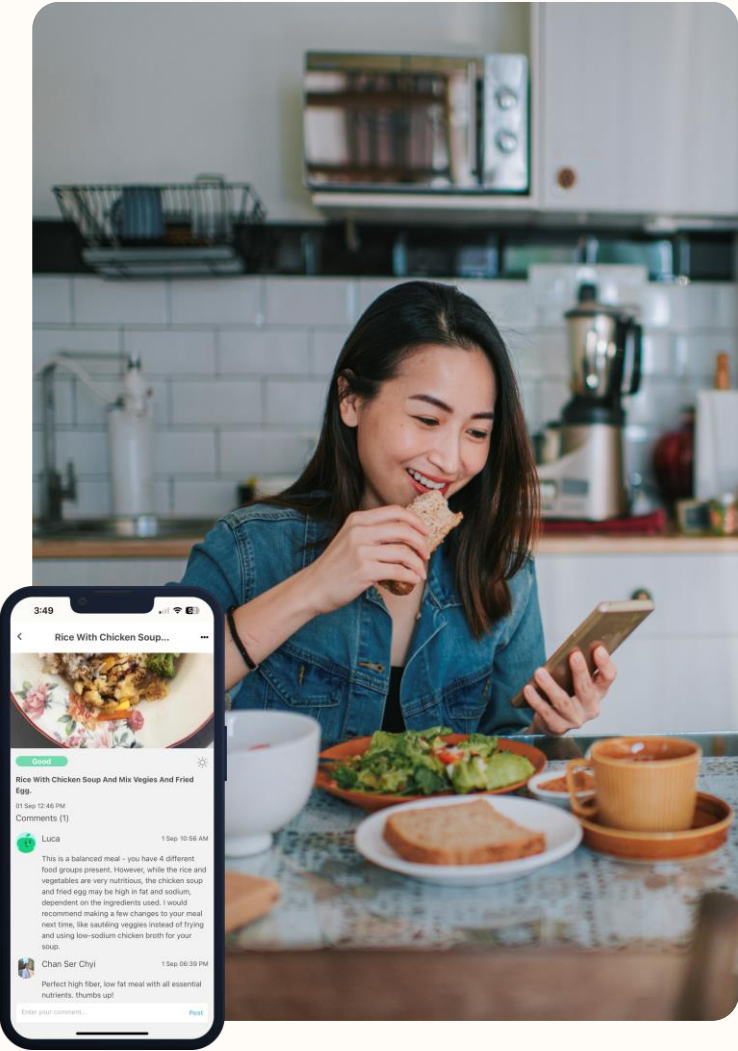 3:49
Rice With Chicken Soup...
Good
Rice With Chicken Soup And Mix Vegies And Fried
Egg.
01 Sep 12:46 PM
Comments (1)
Luca
1 Sep 10:56 AM
This is a balanced meal - you have 4 different
food groups present. However, while the rice and
vegetables are very nutritious, the chicken soup
and fried egg may be high in fat and sodium,
dependent on the ingredients used. I would
recommend making a few changes to your meal
next time, like sautéing veggies instead of frying
and using low-sodium chicken broth for your
soup.
Chan Ser Chyi
1 Sep 06:39 PM
Perfect high fiber, low fat meal with all essential
nutrients. thumbs up!
Enter your comment...
Post